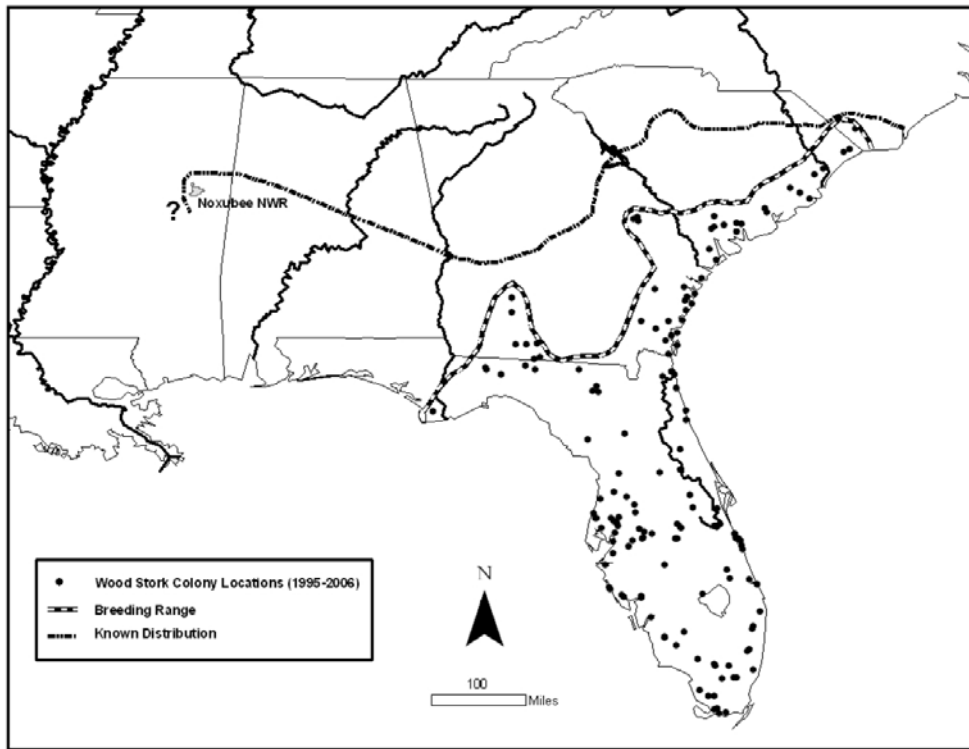 Noxubee NWR
?
Wood Stork Colony Locations (1995-2006)
Breeding Range
Known Distribution
N
100
Miles